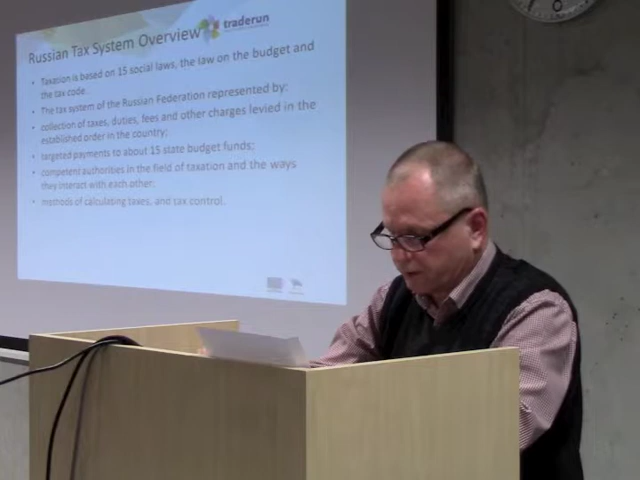 traderun
Russian Tax System Overview
• Taxation is based on 15 social laws, the law on the budget and
the tax code..
• The tax system of the Russian Federation represented by:
• collection of taxes, duties, fees and other charges levied in the
established order in the country;
• targeted payments to about 15 state budget funds;
• competent authorities in the field of taxation and the ways
they interact with each other;
• methods of calculating taxes, and tax control.